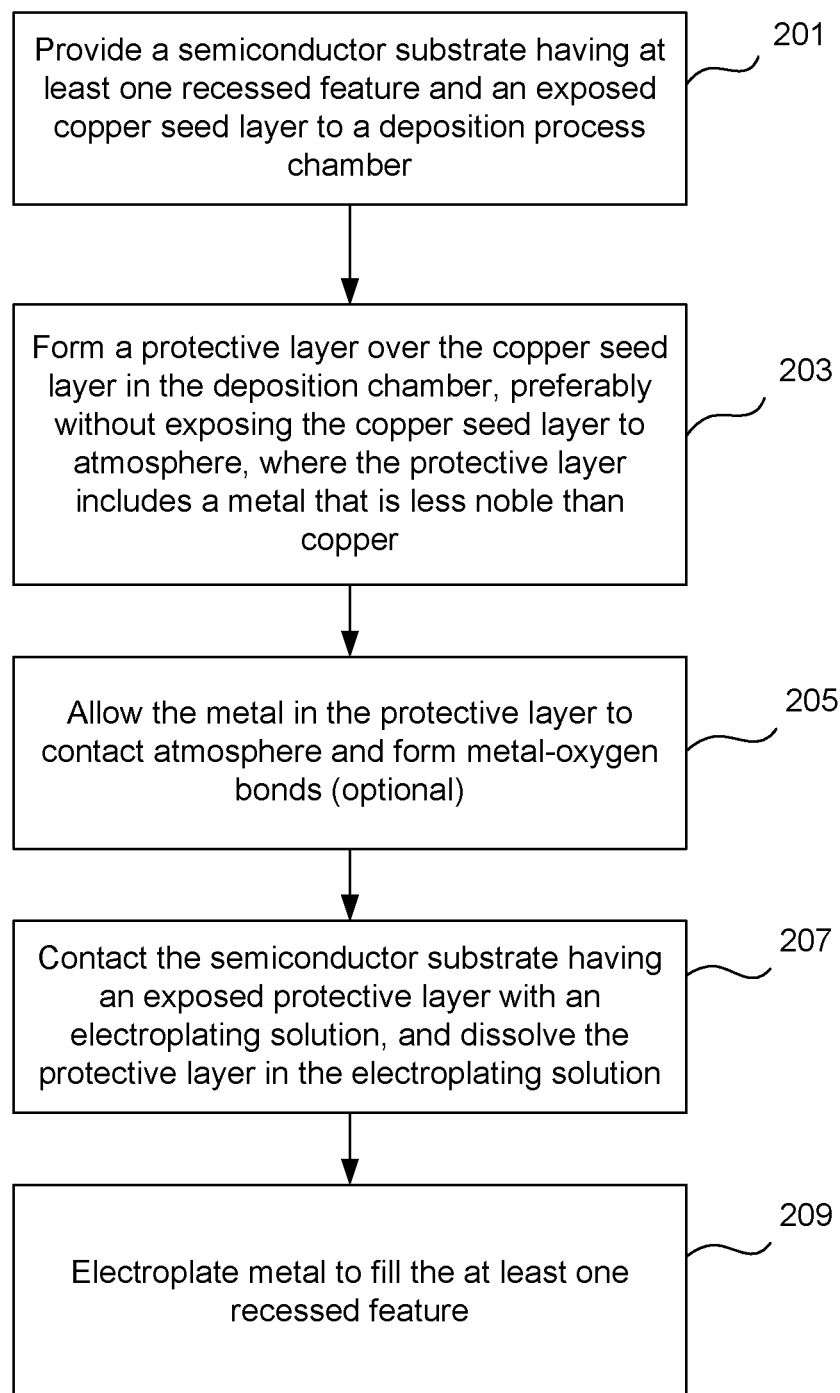 Provide a semiconductor substrate having at
least one recessed feature and an exposed
copper seed layer to a deposition process
chamber
201
Form a protective layer over the copper seed
layer in the deposition chamber, preferably
without exposing the copper seed layer to
atmosphere, where the protective layer
includes a metal that is less noble than
copper
203
Allow the metal in the protective layer to
contact atmosphere and form metal-oxygen
bonds (optional)
205
Contact the semiconductor substrate having
an exposed protective layer with an
electroplating solution, and dissolve the
protective layer in the electroplating solution
207
Electroplate metal to fill the at least one
recessed feature
209